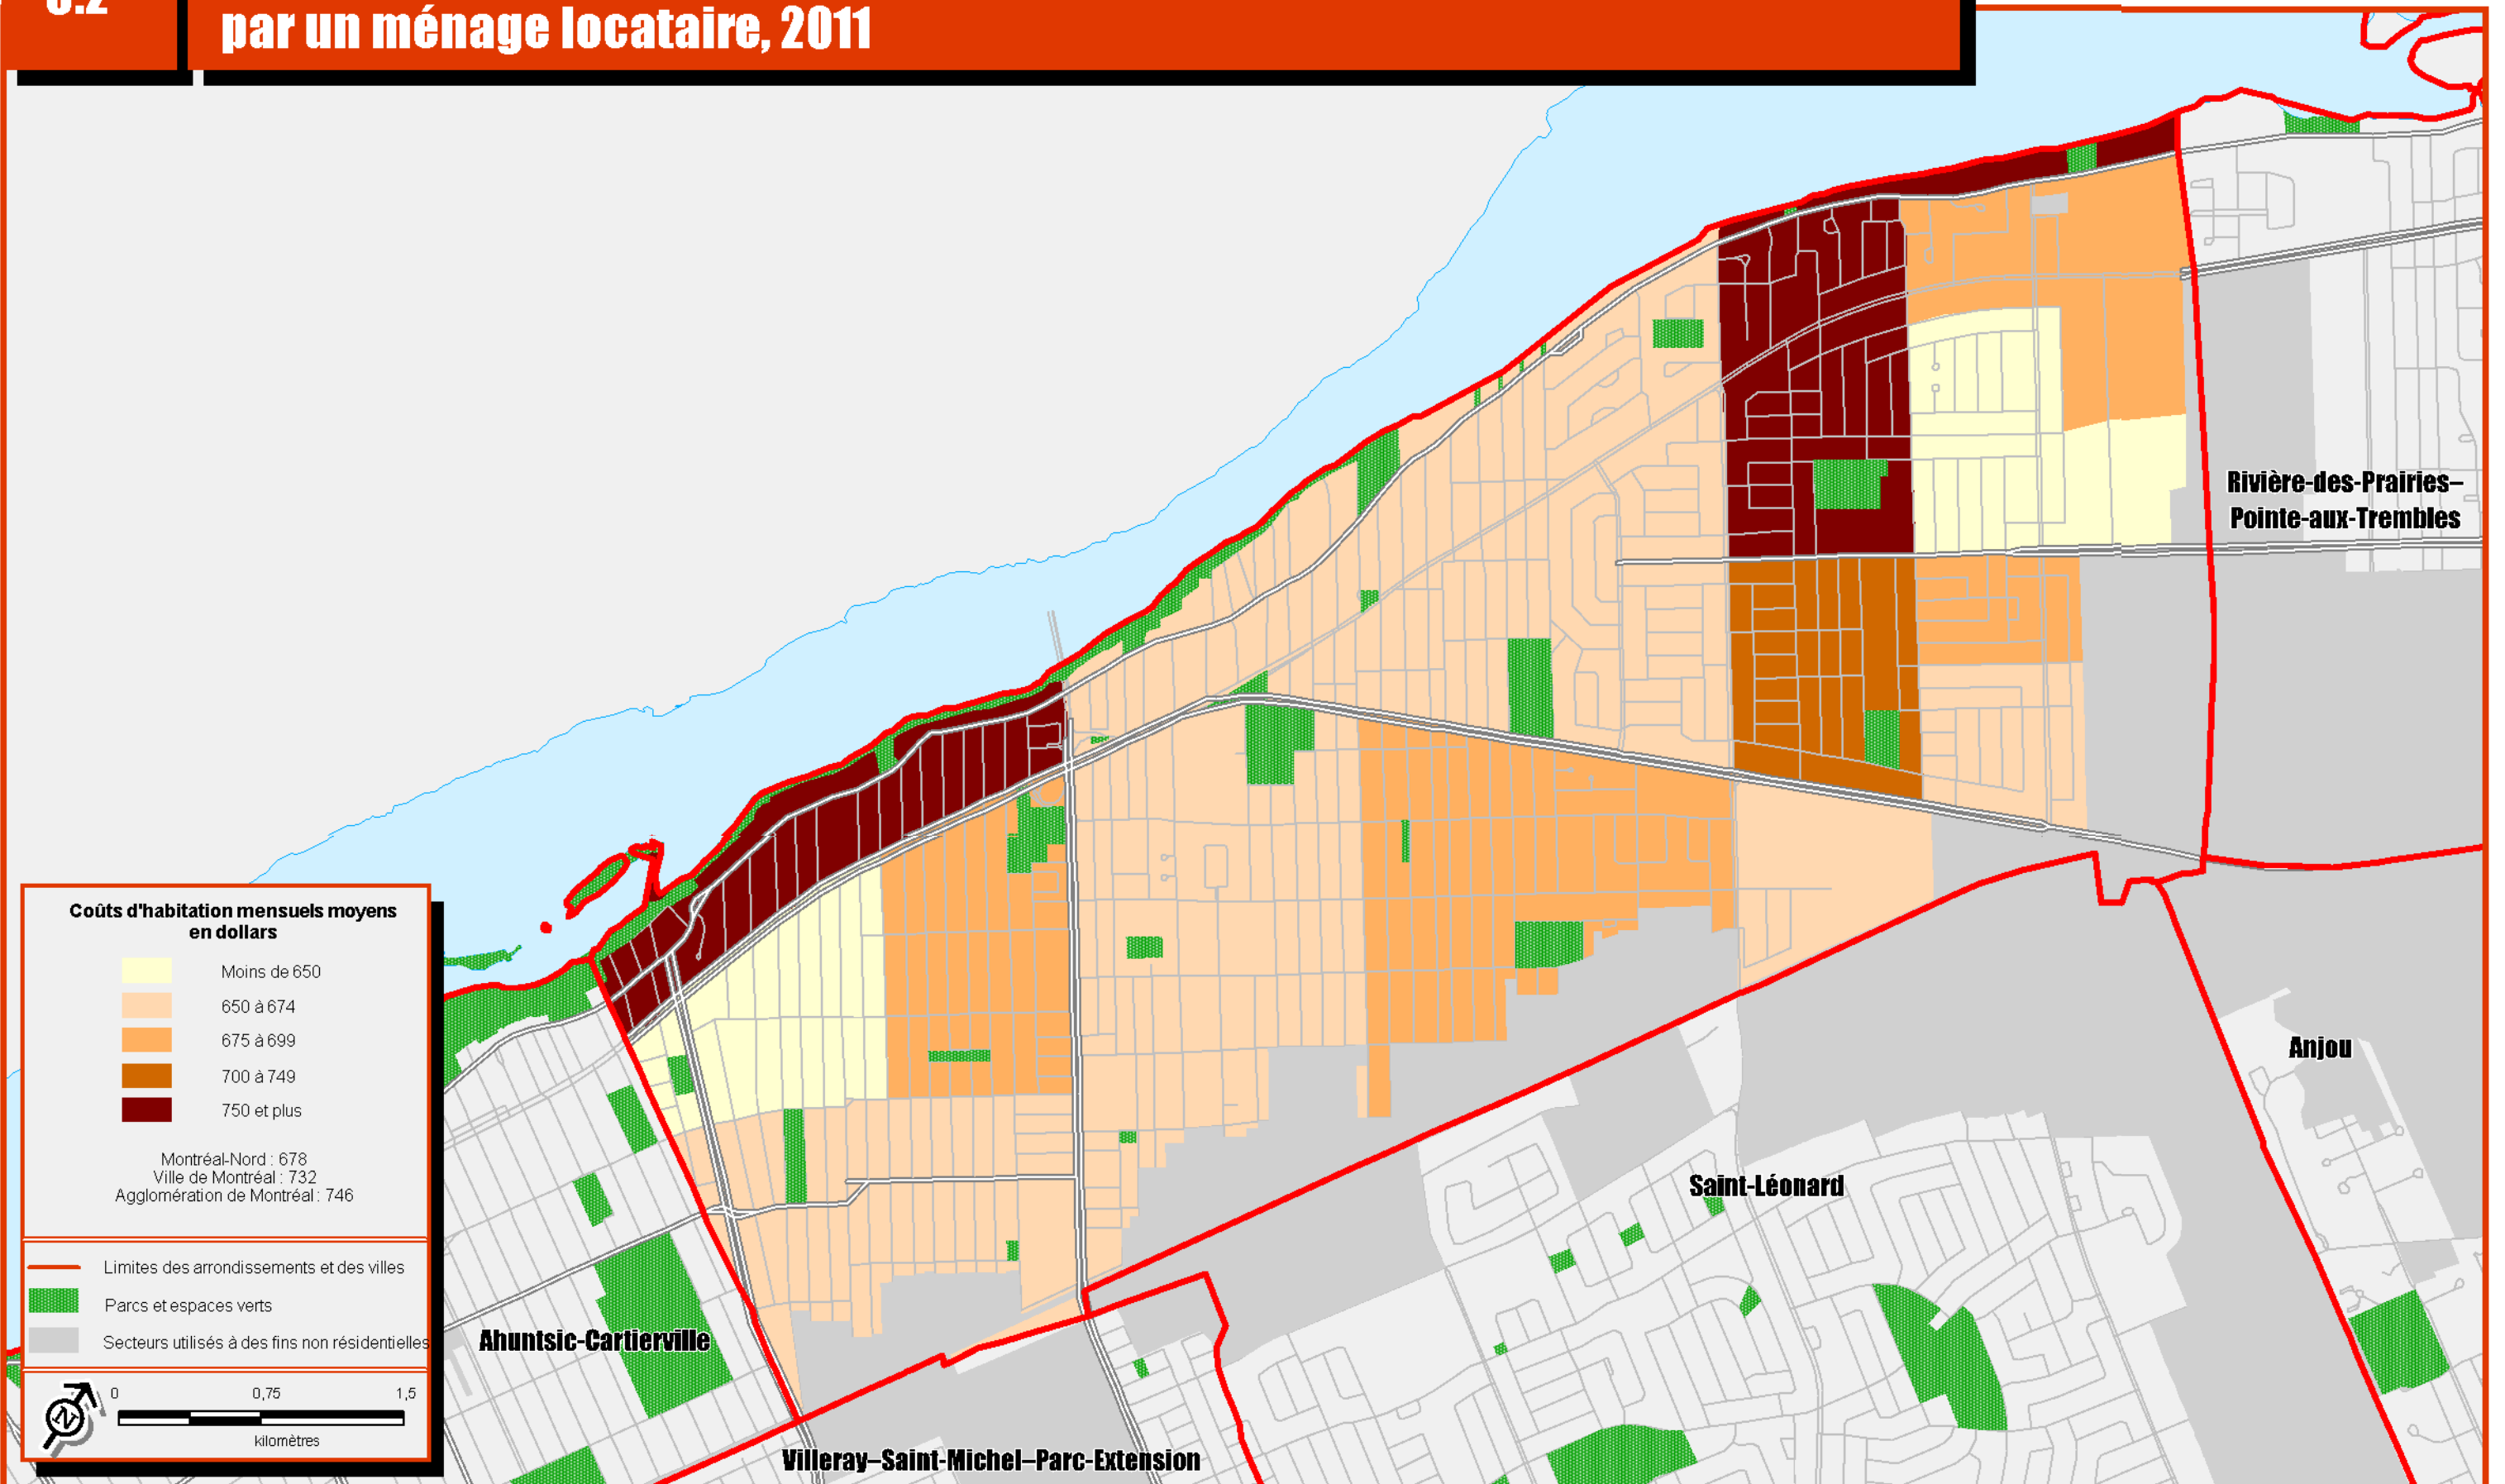 par un ménage locataire, 2011
Rivière-des-Prairies–
Pointe-aux-Trembles
Coûts d'habitation mensuels moyens
en dollars
Moins de 650
650 à 674
675 à 699
700 à 749
750 et plus
Montréal-Nord : 678
Ville de Montréal : 732
Agglomération de Montréal : 746
Limites des arrondissements et des villes
Parcs et espaces verts
Secteurs utilisés à des fins non résidentielles
N
0 0,75 1,5
kilomètres
Anjou
Saint-Léonard
Ahuntsic-Cartierville
Villeray–Saint-Michel–Parc-Extension